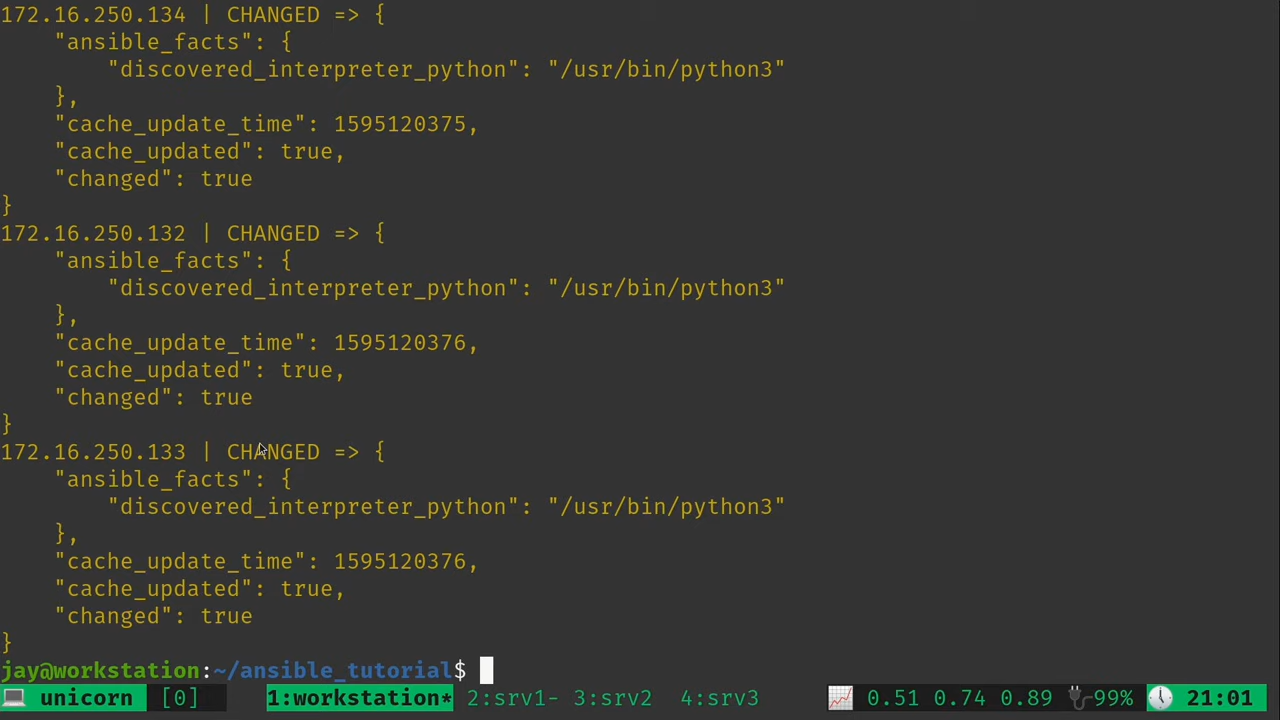 172.16.250.134 | CHANGED => {
    "ansible_facts": {
        "discovered_interpreter_python": "/usr/bin/python3"
    },
    "cache_update_time": 1595120375,
    "cache_updated": true,
    "changed": true
}
172.16.250.132 | CHANGED => {
    "ansible_facts": {
        "discovered_interpreter_python": "/usr/bin/python3"
    },
    "cache_update_time": 1595120376,
    "cache_updated": true,
    "changed": true
}
172.16.250.133 | CHANGED => {
    "ansible_facts": {
        "discovered_interpreter_python": "/usr/bin/python3"
    },
    "cache_update_time": 1595120376,
    "cache_updated": true,
    "changed": true
}
jay@workstation:~/ansible_tutorial$
unicorn [0] 1:workstation* 2:srv1- 3:srv2 4:srv3 0.51 0.74 0.89 99% 21:01